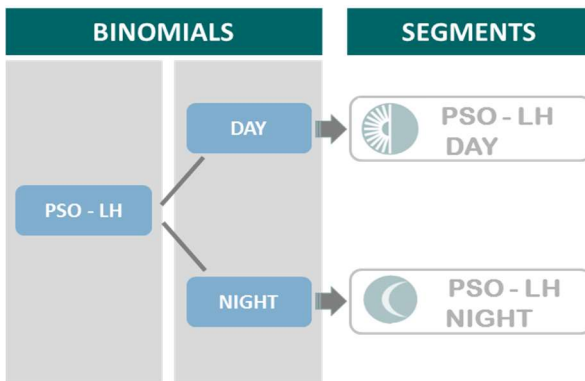 BINOMIALS
SEGMENTS
DAY
PSO - LH
DAY
PSO - LH
NIGHT
PSO - LH
NIGHT